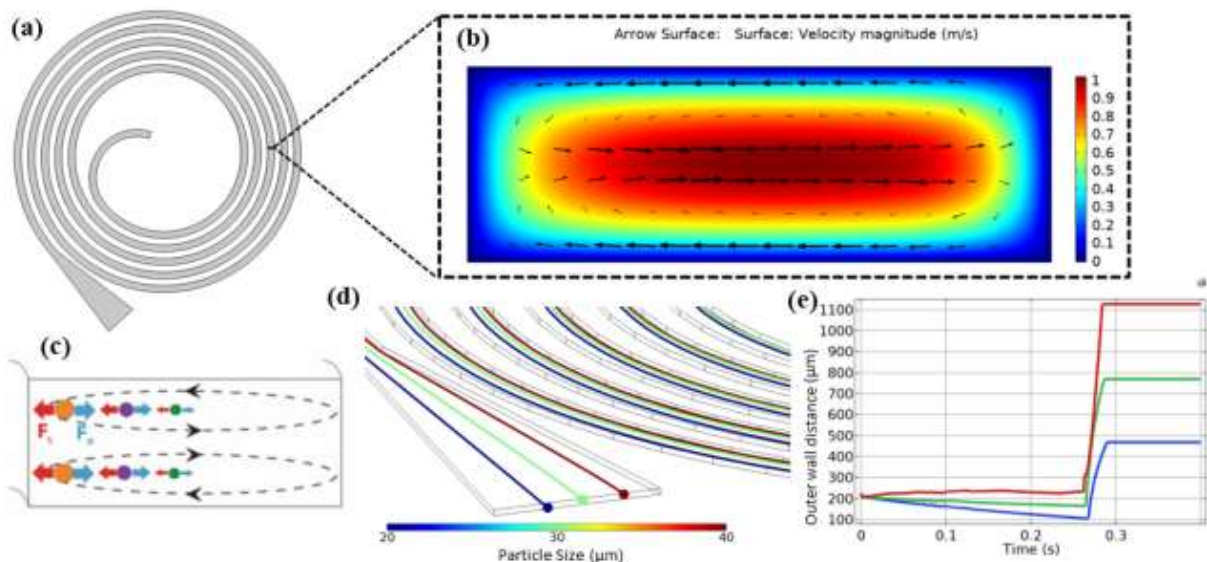 (a)
(b)
Arrow Surface: Surface: Velocity magnitude (m/s)
1
0.9
0.8
0.7
0.6
0.5
0.4
0.3
0.2
0.1
0
(c)
F
F
(d)
20
30
40
Particle Size (μm)
(e)
Outer wall distance (μm)
1100
1000
900
800
700
600
500
400
300
200
100
0
0.1
0.2
0.3
Time (s)